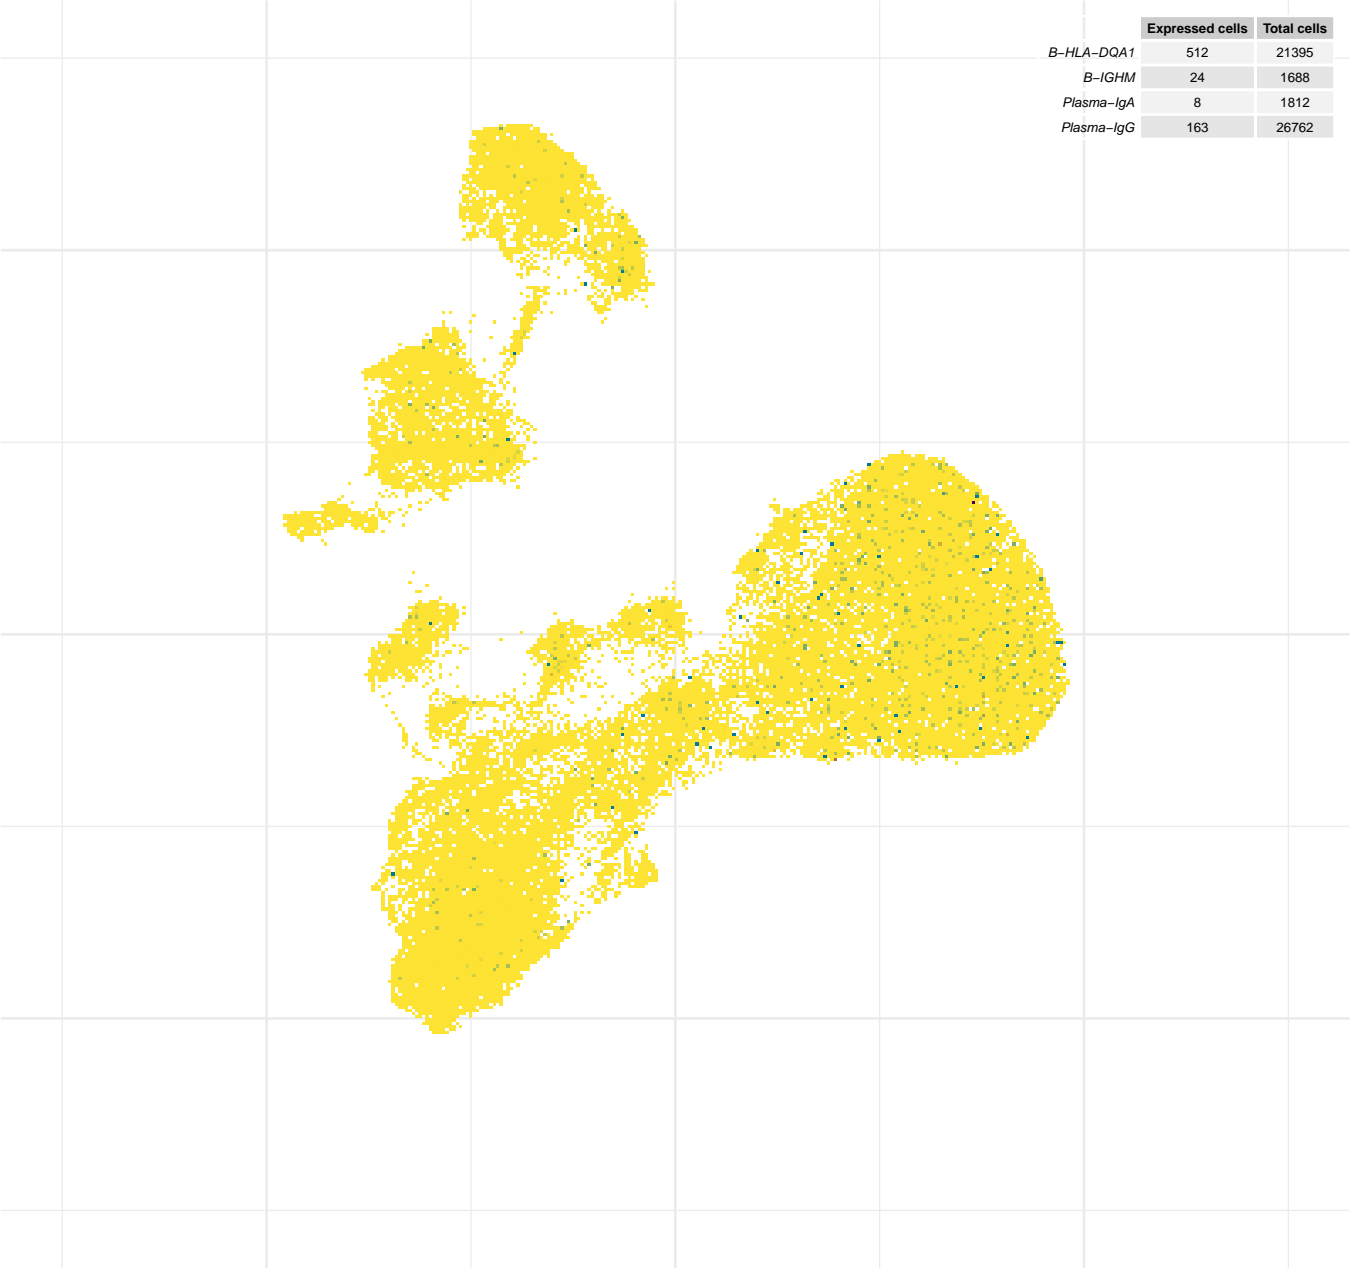 Expressed cells Total cells
B−HLA−DQA1 512 21395
B−IGHM 24 1688
Plasma−IgA 8 1812
Plasma−IgG 163 26762